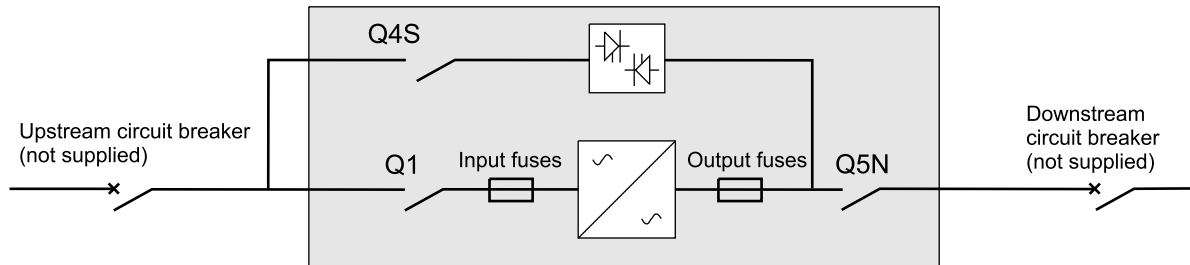 Q4S
Upstream circuit breaker
(not supplied)
Q1
Input fuses
Output fuses
Q5N
Downstream
circuit breaker
(not supplied)